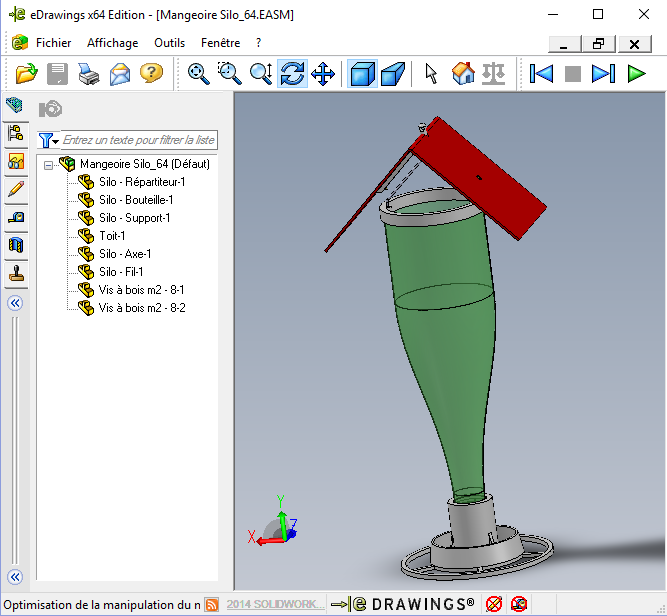 eDrawings x64 Edition - [Mangeoire Silo_64.EASM]
Fichier Affichage Outils Fenêtre ?
Entrez un texte pour filtrer la liste
Mangeoire Silo_64 (Défaut)
Silo - Répartiteur-1
Silo - Bouteille-1
Silo - Support-1
Toit-1
Silo - Axe-1
Silo - Fil-1
Vis à bois m2 - 8-1
Vis à bois m2 - 8-2
Y
X Z
Optimisation de la manipulation du n 2014 SOLIDWORK... eDRAWINGS®